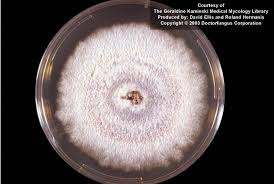 Courtesy of
The Geraldine Kaminski Medical Mycology Library
Produced by: David Ellis and Roland Hermanis
Copyright © 2003 Doctorfungus Corporation